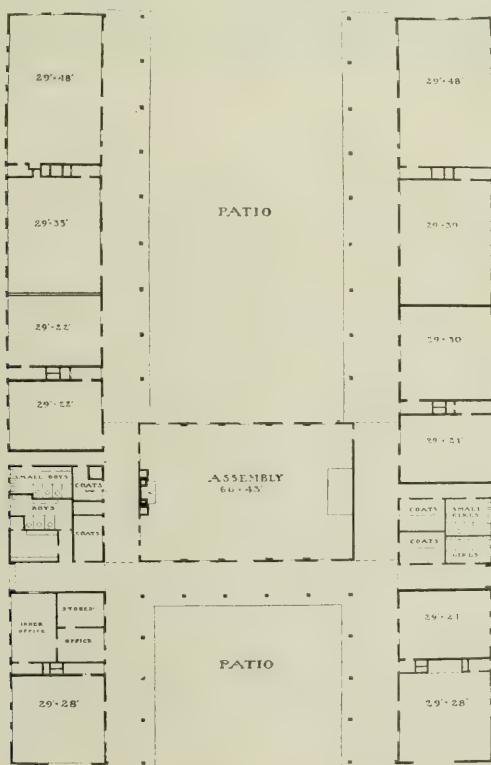 29'×48'
29'×48'
PATIO
29'×35'
29×39'
29'×22'
29×30'
29'×22'
29×21'
ASSEMBLY
66×43'
SMALL BOYS
COATS
BOYS
COATS
COATS
SMALL
GIRLS
COATS
GIRLS
INNER
OFFICE
OFFICE
29'×21
PATIO
29'×28'
29'×28'